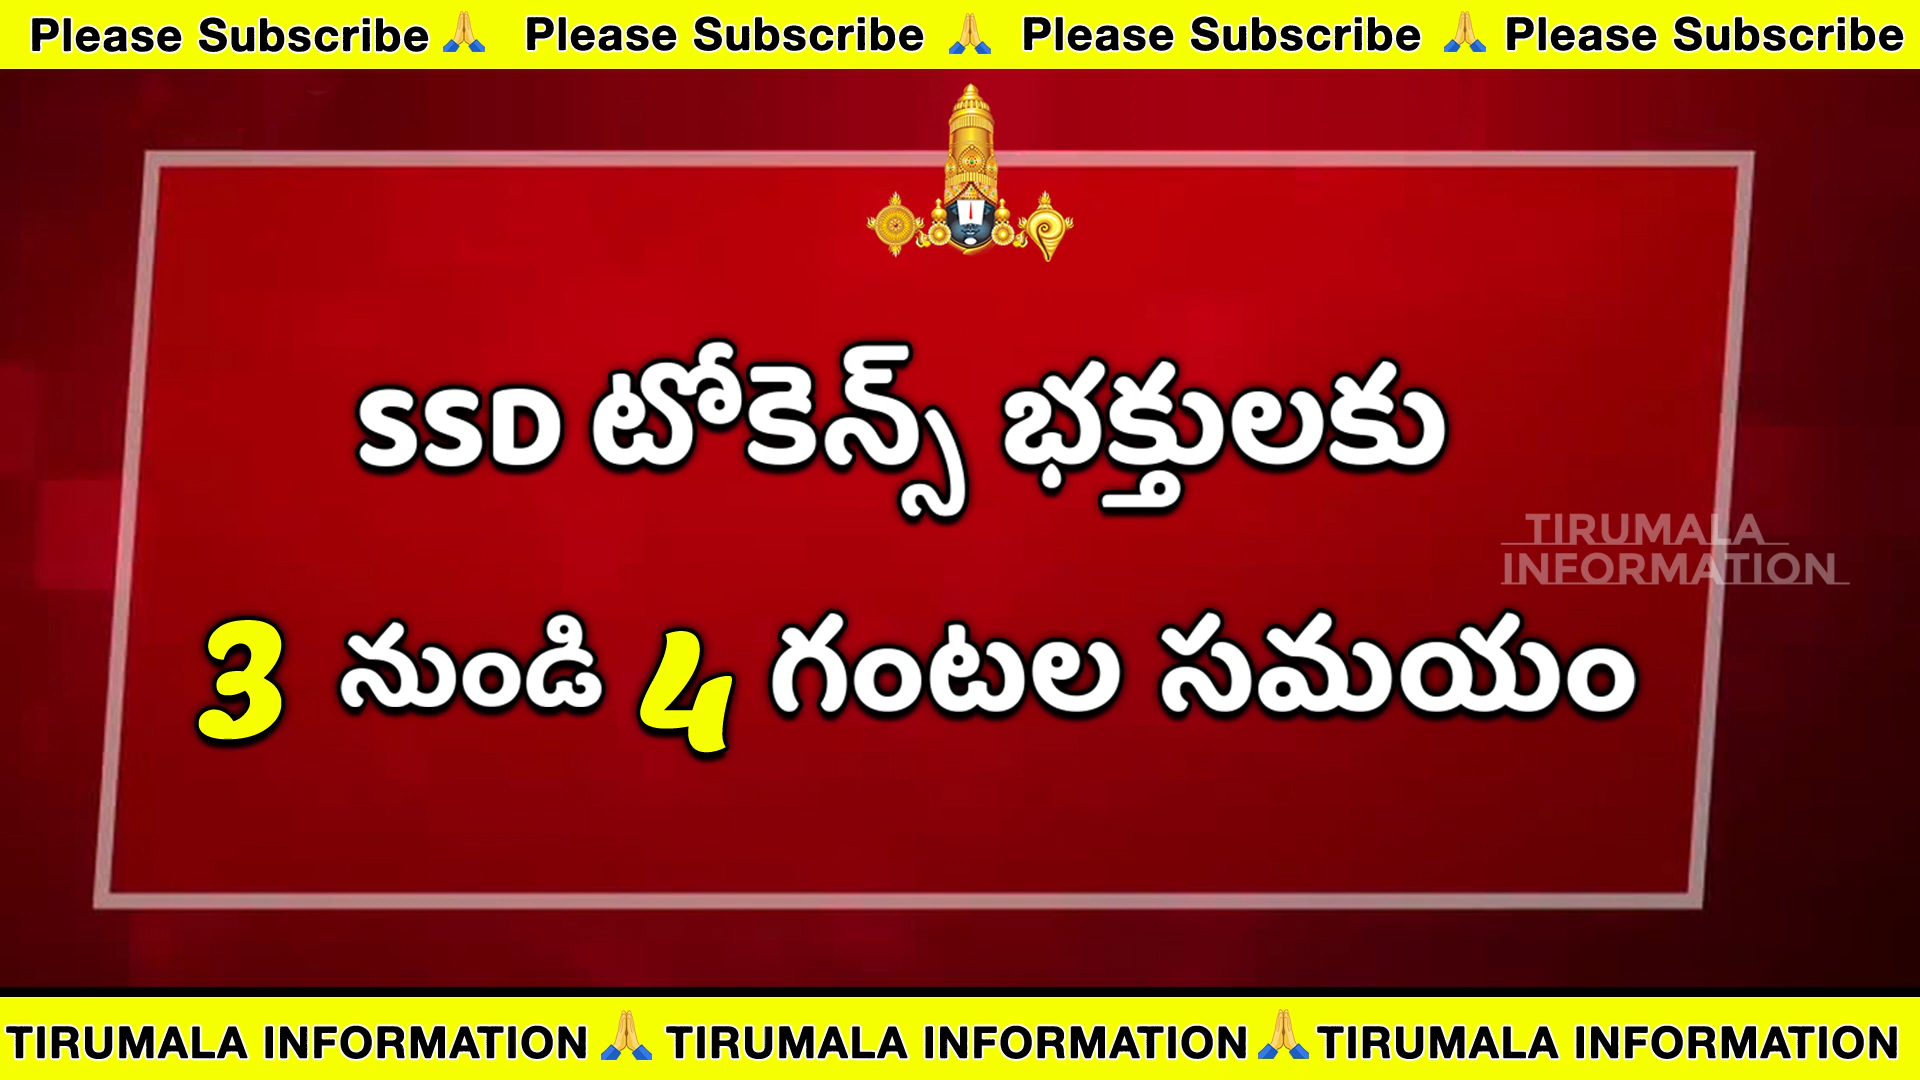 Please Subscribe🙏 Please Subscribe 🙏 Please Subscribe 🙏 Please Subscribe
SSD టోకెన్స్ భక్తులకు
TIRUMALA
INFORMATION
3 నుండి 4 గంటల సమయం
TIRUMALA INFORMATION🙏 TIRUMALA INFORMATION🙏TIRUMALA INFORMATION